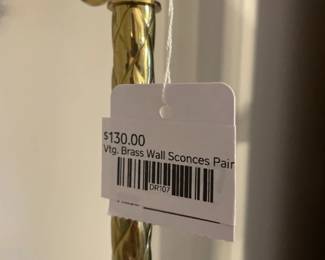 $130.00
Vtg. Brass Wall Sconces Pair
DR107